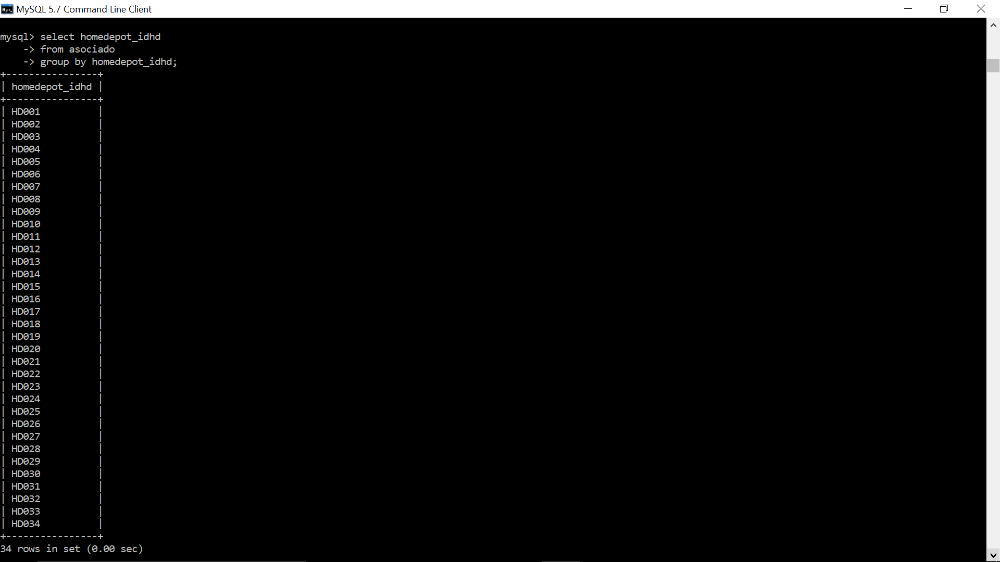 MySQL 5.7 Command Line Client
mysql> select homedepot_idhd
    -> from asociado
    -> group by homedepot_idhd;
+----------------+
| homedepot_idhd |
+----------------+
| HD001          |
| HD002          |
| HD003          |
| HD004          |
| HD005          |
| HD006          |
| HD007          |
| HD008          |
| HD009          |
| HD010          |
| HD011          |
| HD012          |
| HD013          |
| HD014          |
| HD015          |
| HD016          |
| HD017          |
| HD018          |
| HD019          |
| HD020          |
| HD021          |
| HD022          |
| HD023          |
| HD024          |
| HD025          |
| HD026          |
| HD027          |
| HD028          |
| HD029          |
| HD030          |
| HD031          |
| HD032          |
| HD033          |
| HD034          |
+----------------+
34 rows in set (0.00 sec)